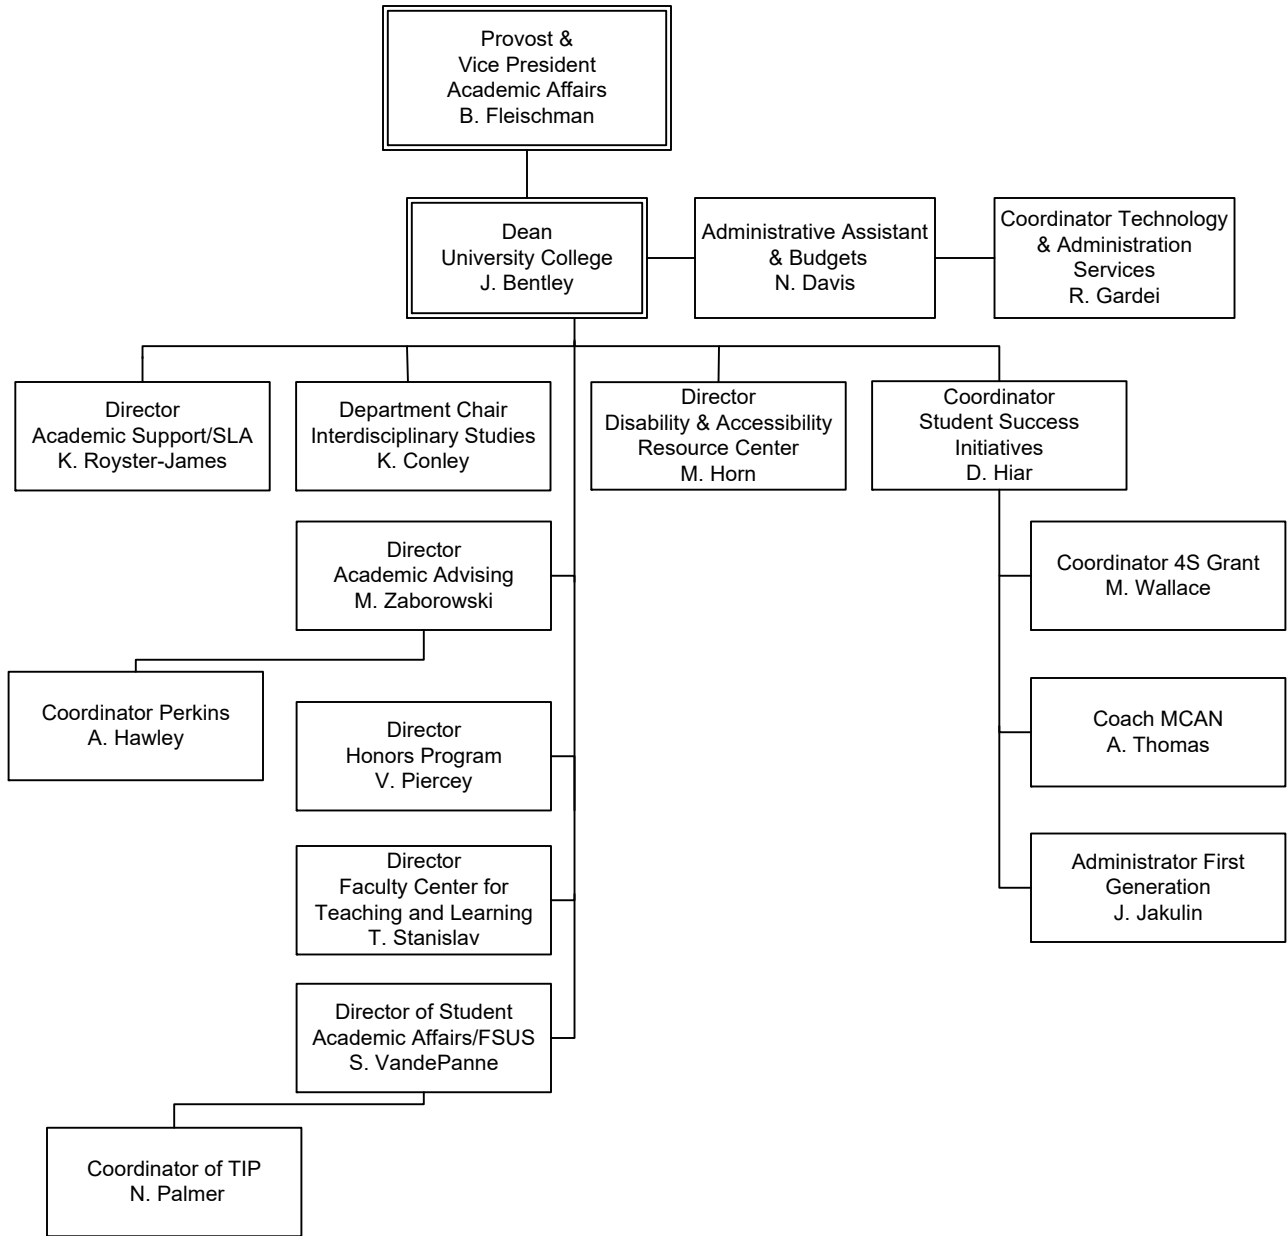 Provost &
Vice President
Academic Affairs
B. Fleischman
Dean
University College
J. Bentley
Administrative Assistant
& Budgets
N. Davis
Coordinator Technology
& Administration
Services
R. Gardei
Director
Academic Support/SLA
K. Royster-James
Department Chair
Interdisciplinary Studies
K. Conley
Director
Disability & Accessibility
Resource Center
M. Horn
Coordinator
Student Success
Initiatives
D. Hiar
Director
Academic Advising
M. Zaborowski
Coordinator 4S Grant
M. Wallace
Coordinator Perkins
A. Hawley
Director
Honors Program
V. Piercey
Coach MCAN
A. Thomas
Director
Faculty Center for
Teaching and Learning
T. Stanislav
Administrator First
Generation
J. Jakulin
Director of Student
Academic Affairs/FSUS
S. VandePanne
Coordinator of TIP
N. Palmer